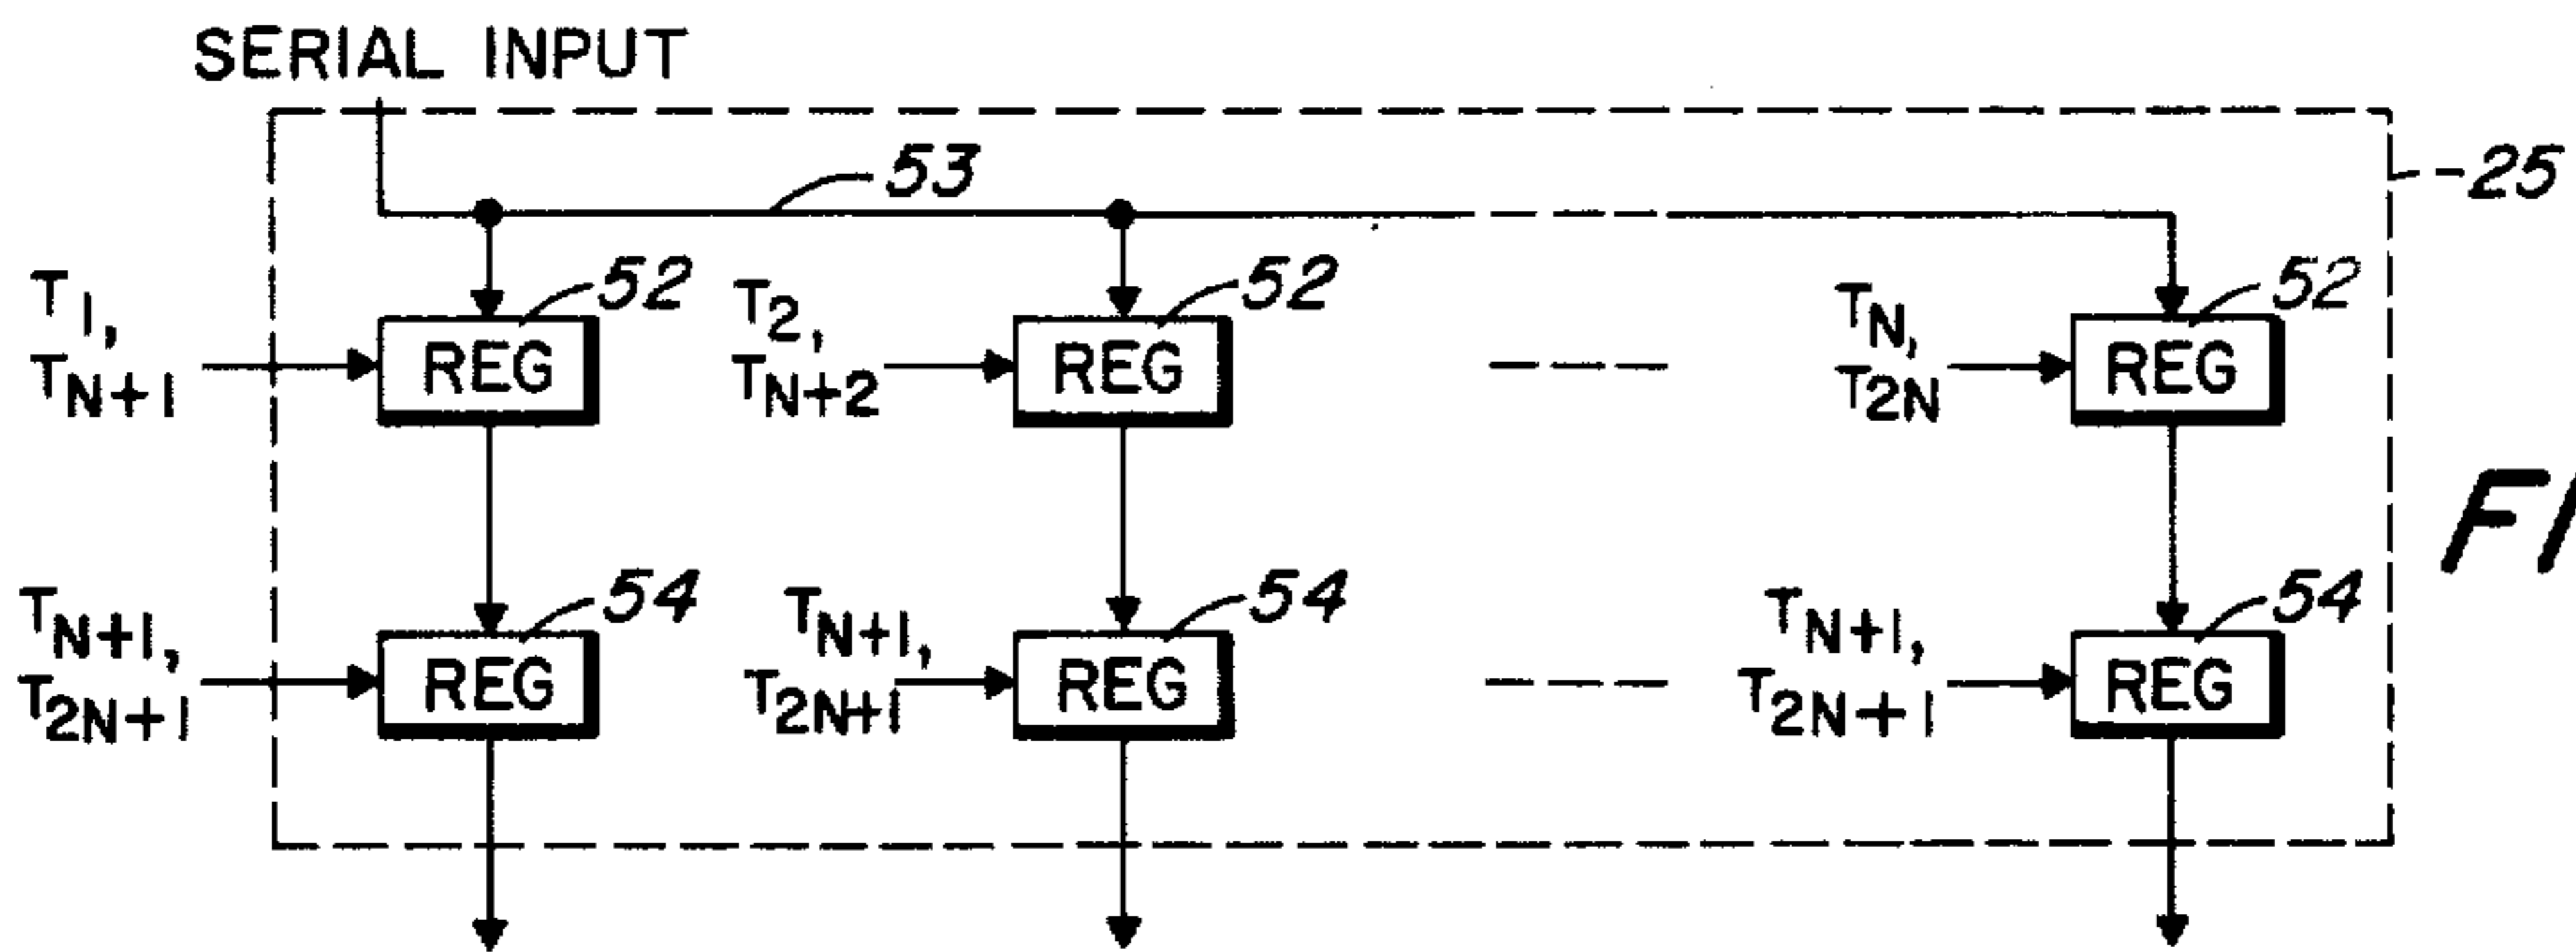 SERIAL INPUT
53
25
T1,
TN+1
52
REG
T2,
TN+2
52
REG
TN,
T2N
52
REG
TN+1,
T2N+1
54
REG
TN+1,
T2N+1
54
REG
TN+1,
T2N+1
54
REG